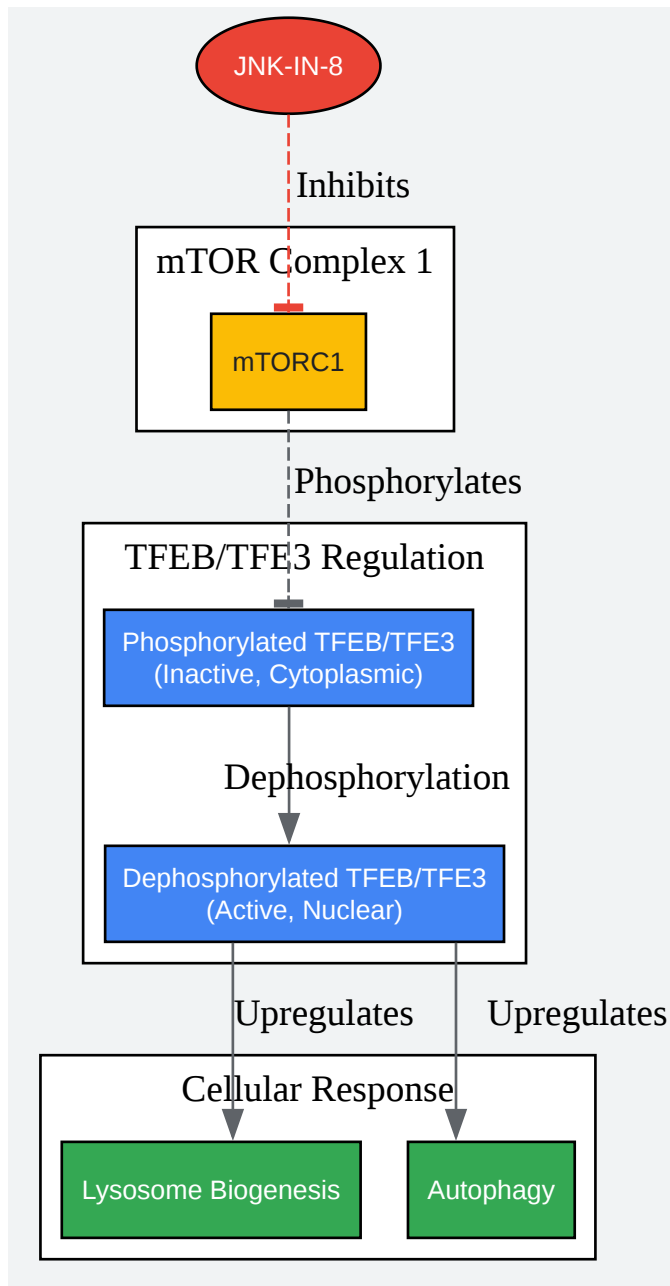 JNK-IN-8
Inhibits
mTOR Complex 1
mTORC1
Phosphorylates
TFEB/TFE3 Regulation
Phosphorylated TFEB/TFE3
(Inactive, Cytoplasmic)
Dephosphorylation
Dephosphorylated TFEB/TFE3
(Active, Nuclear)
Upregulates
Upregulates
Cellular Response
Lysosome Biogenesis
Autophagy